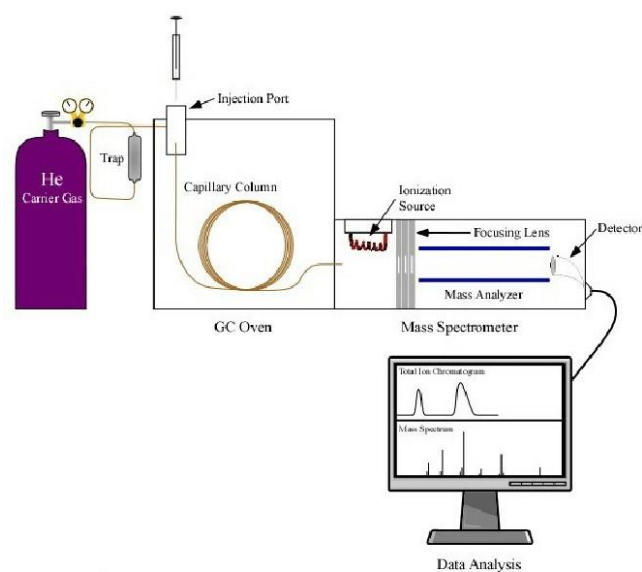 Injection Port
Trap
He
Carrier Gas
Capillary Column
Ionization
Source
Focusing Lens
Detector
Mass Analyzer
GC Oven
Mass Spectrometer
Total Ion Chromatogram
Mass Spectrum
Data Analysis